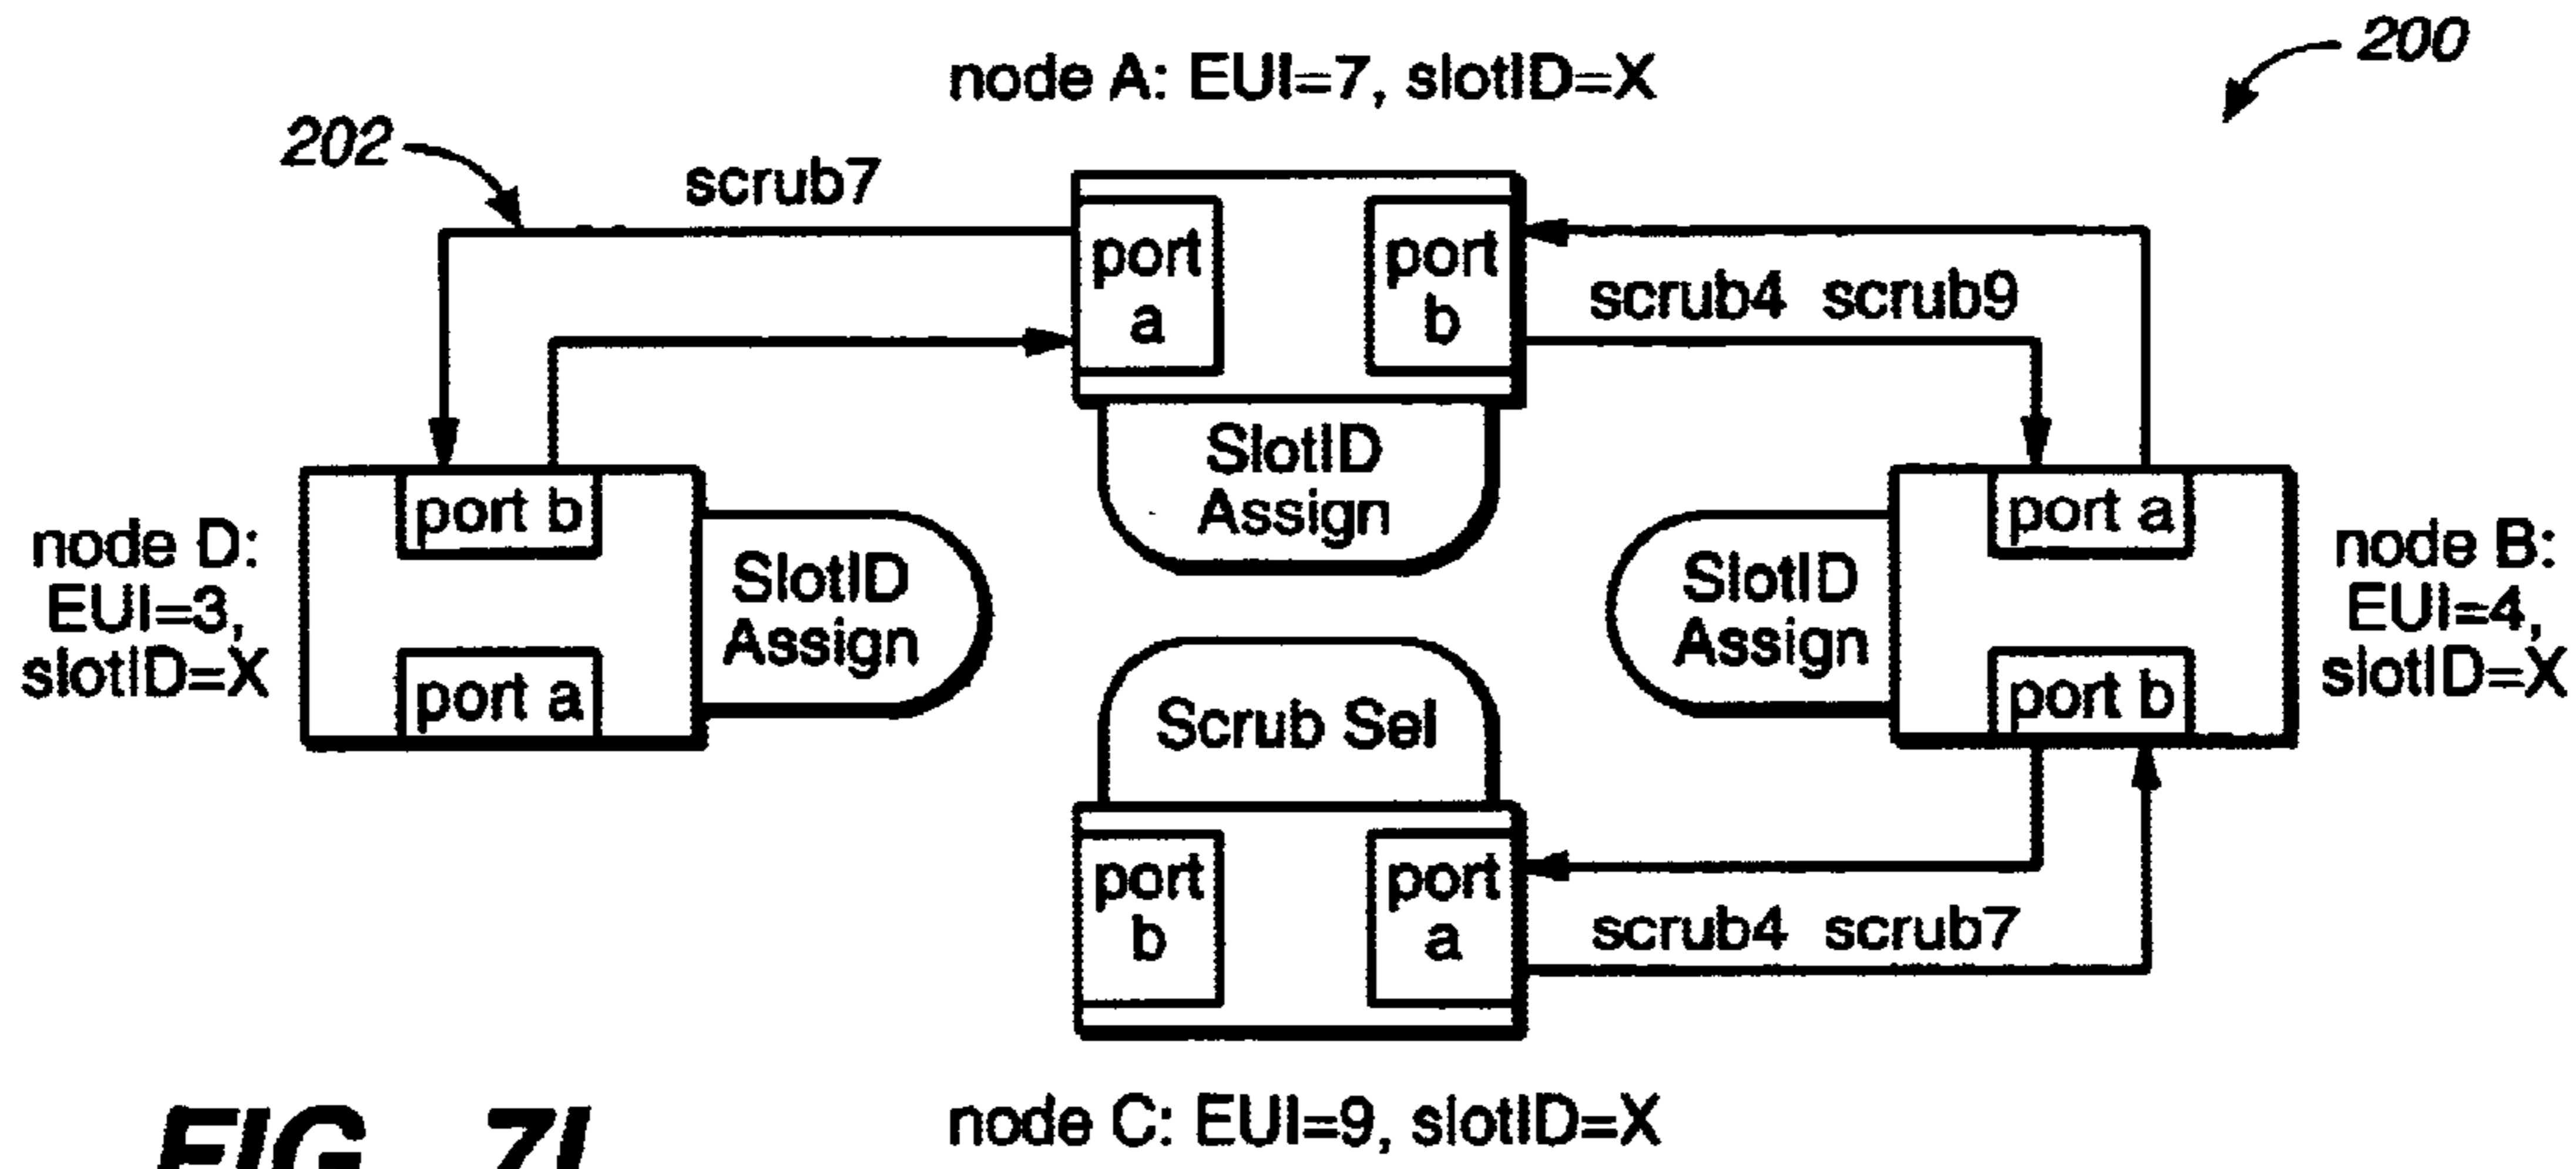 200
node A: EUI=7, slotID=X
202
scrub7
port
a
port
b
scrub4 scrub9
SlotID
Assign
node D:
EUI=3,
slotID=X
port b
port a
SlotID
Assign
SlotID
Assign
port a
port b
node B:
EUI=4,
slotID=X
Scrub Sel
port
b
port
a
scrub4 scrub7
node C: EUI=9, slotID=X